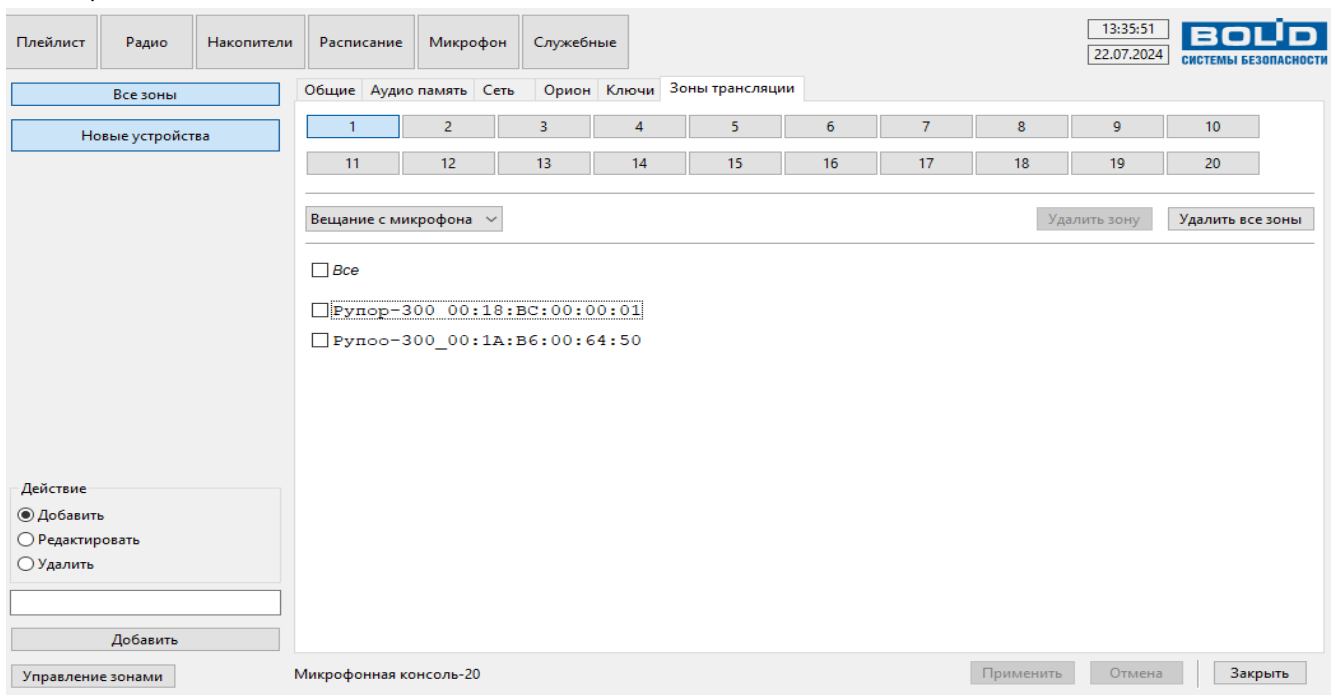 Плейлист Радио Накопители Расписание Микрофон Служебные 13:35:51
22.07.2024
BOLID
СИСТЕМЫ БЕЗОПАСНОСТИ
Все зоны
Новые устройства
Общие Аудио память Сеть Орион Ключи Зоны трансляции
1 2 3 4 5 6 7 8 9 10
11 12 13 14 15 16 17 18 19 20
Вещание с микрофона Удалить зону Удалить все зоны
Все
Рупор-300_00:18:BC:00:00:01
Рупоо-300_00:1A:B6:00:64:50
Действие
Добавить
Редактировать
Удалить
Добавить
Управление зонами Микрофонная консоль-20 Применить Отмена Закрыть